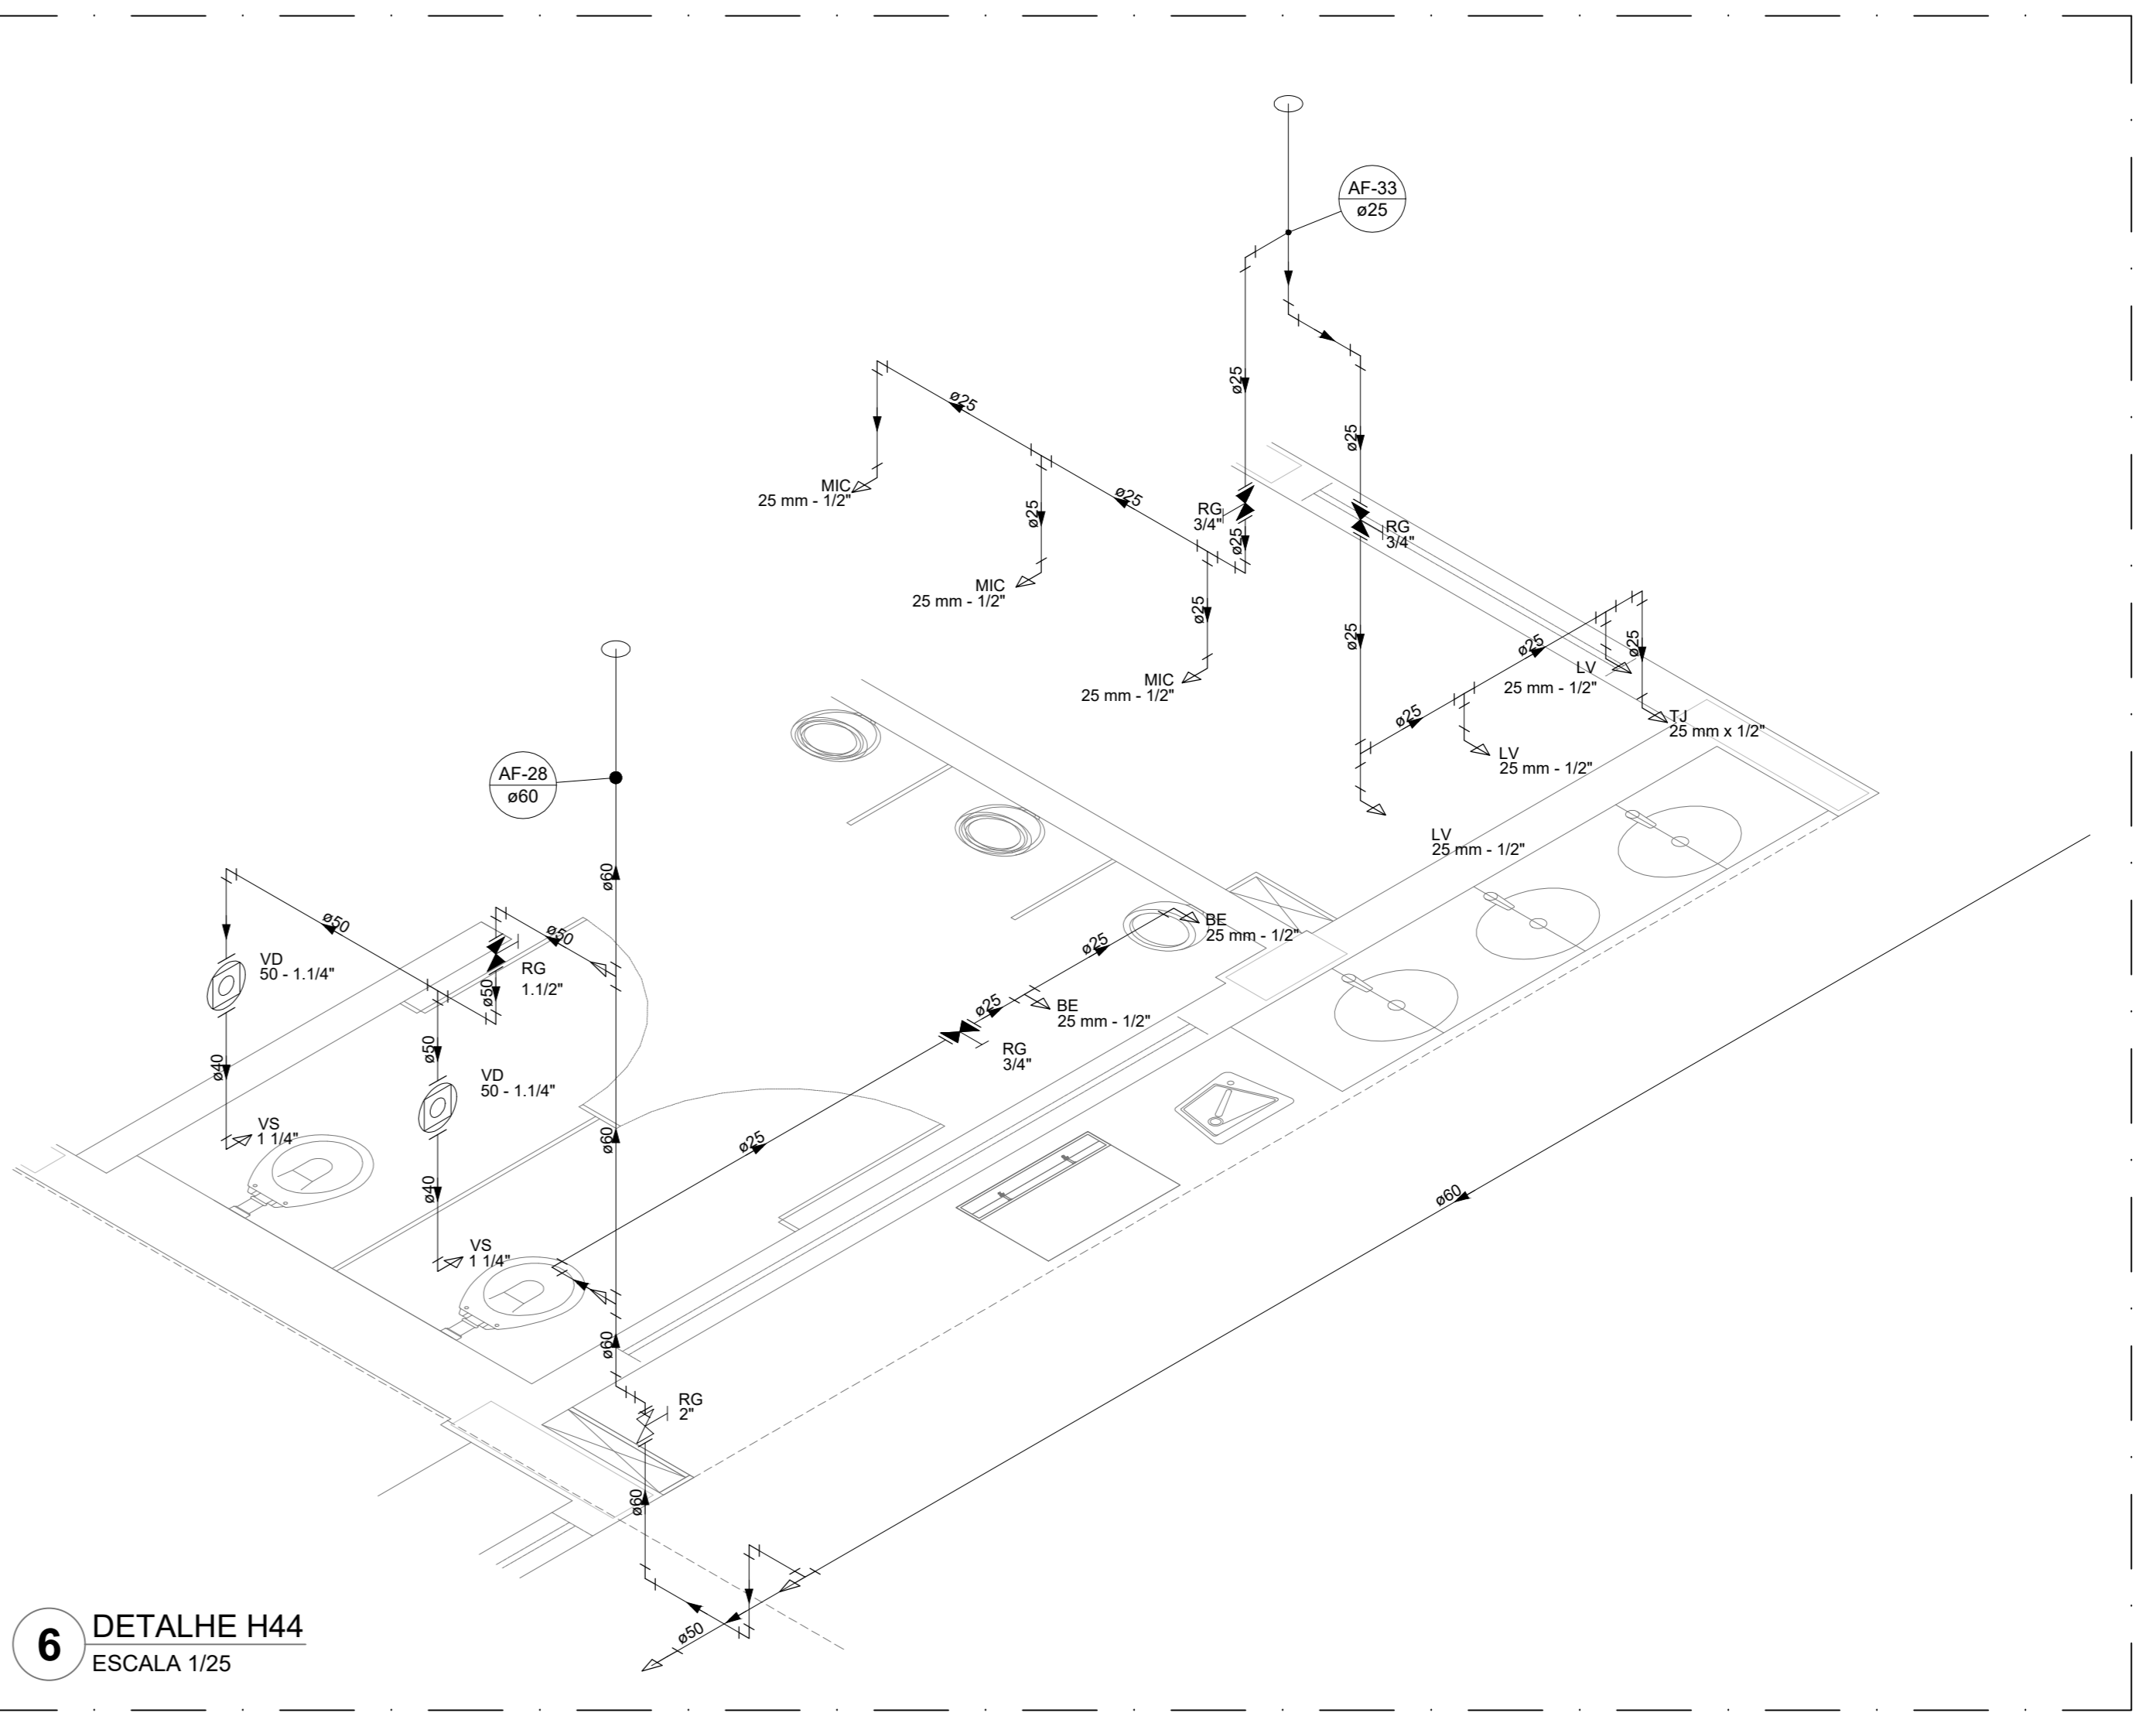 AF-33
ø25
ø25
ø25
ø25
ø25
MIC
25 mm - 1/2"
ø25
RG
3/4"
RG
3/4"
ø25
MIC
25 mm - 1/2"
ø25
ø25
ø25
ø25
LV
25 mm - 1/2"
MIC
25 mm - 1/2"
ø25
TJ
25 mm x 1/2"
LV
25 mm - 1/2"
AF-28
ø60
LV
25 mm - 1/2"
ø60
ø50
ø50
BE
25 mm - 1/2"
ø25
VD
50 - 1.1/4"
RG
1.1/2"
ø50
ø25
BE
25 mm - 1/2"
ø50
RG
3/4"
ø40
VD
50 - 1.1/4"
VS
1 1/4"
ø60
ø25
ø40
ø60
VS
1 1/4"
ø60
RG
2"
ø60
ø50
6
DETALHE H44
ESCALA 1/25